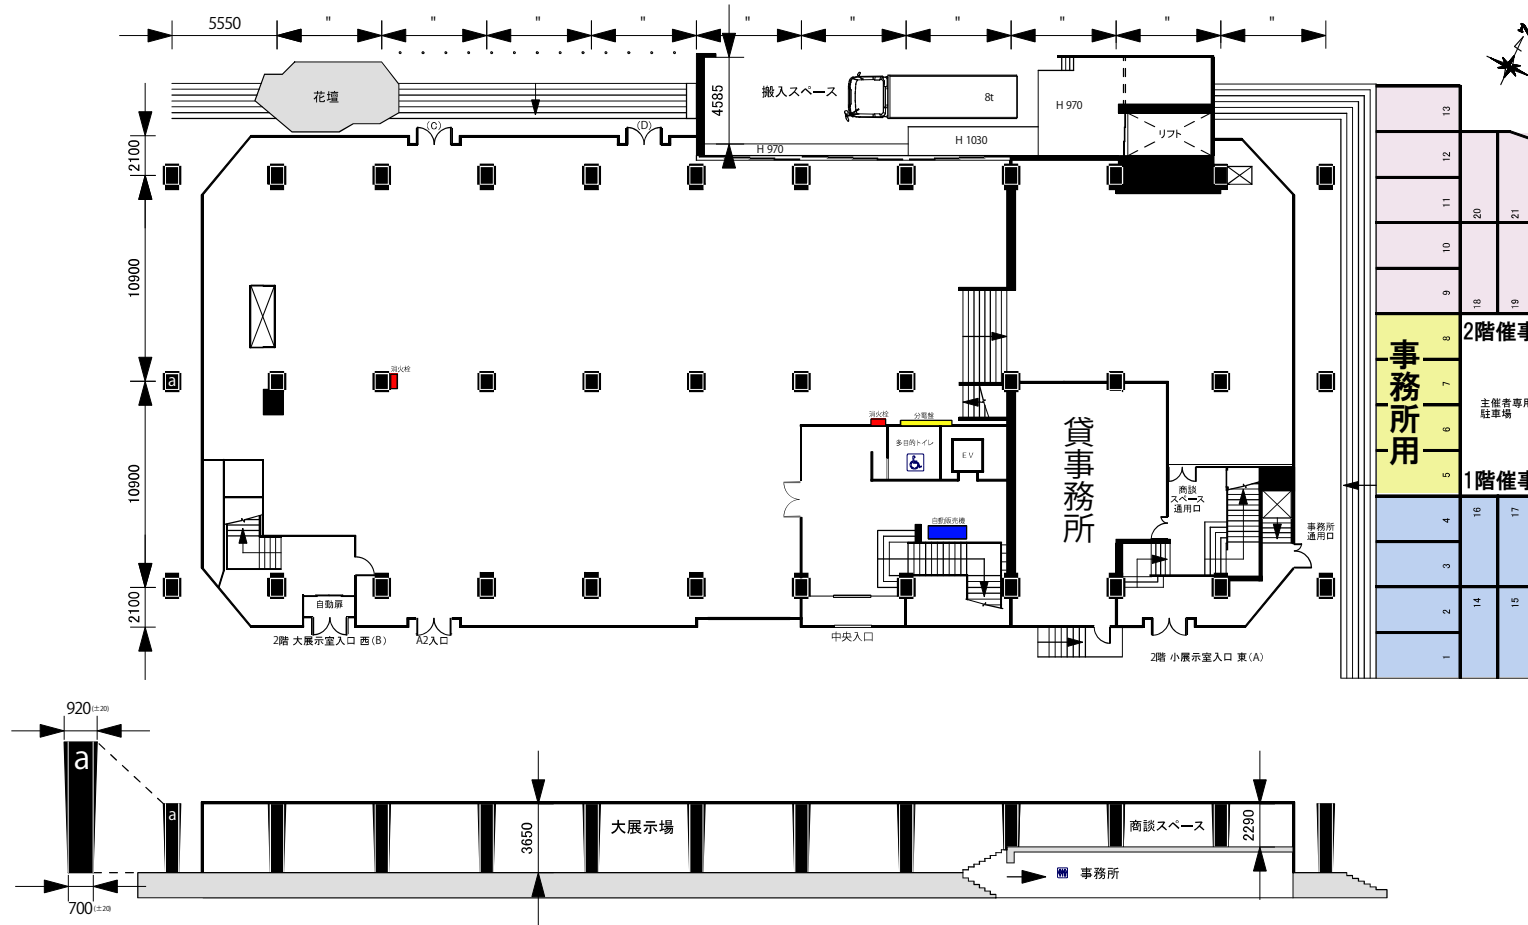 5550
"
"
"
"
"
"
"
"
"
"
花壇
(C)
(D)
4585
搬入スペース
8t
H 970
H 1030
H 970
リフト
2100
10900
10900
2100
a
消火栓
消火栓
分電盤
多目的トイレ
EV
自動販売機
貸事務所
商談
スペース
通用口
事務所
通用口
自動扉
2階 大展示室入口 西(B)
A2入口
中央入口
2階 小展示室入口 東(A)
13
12
11
10
9
8
7
6
5
4
3
2
1
20
21
18
19
16
17
14
15
事務所用
2階催事
主催者専用
駐車場
1階催事
920(±20)
a
700(±20)
a
3650
大展示場
商談スペース
2290
事務所